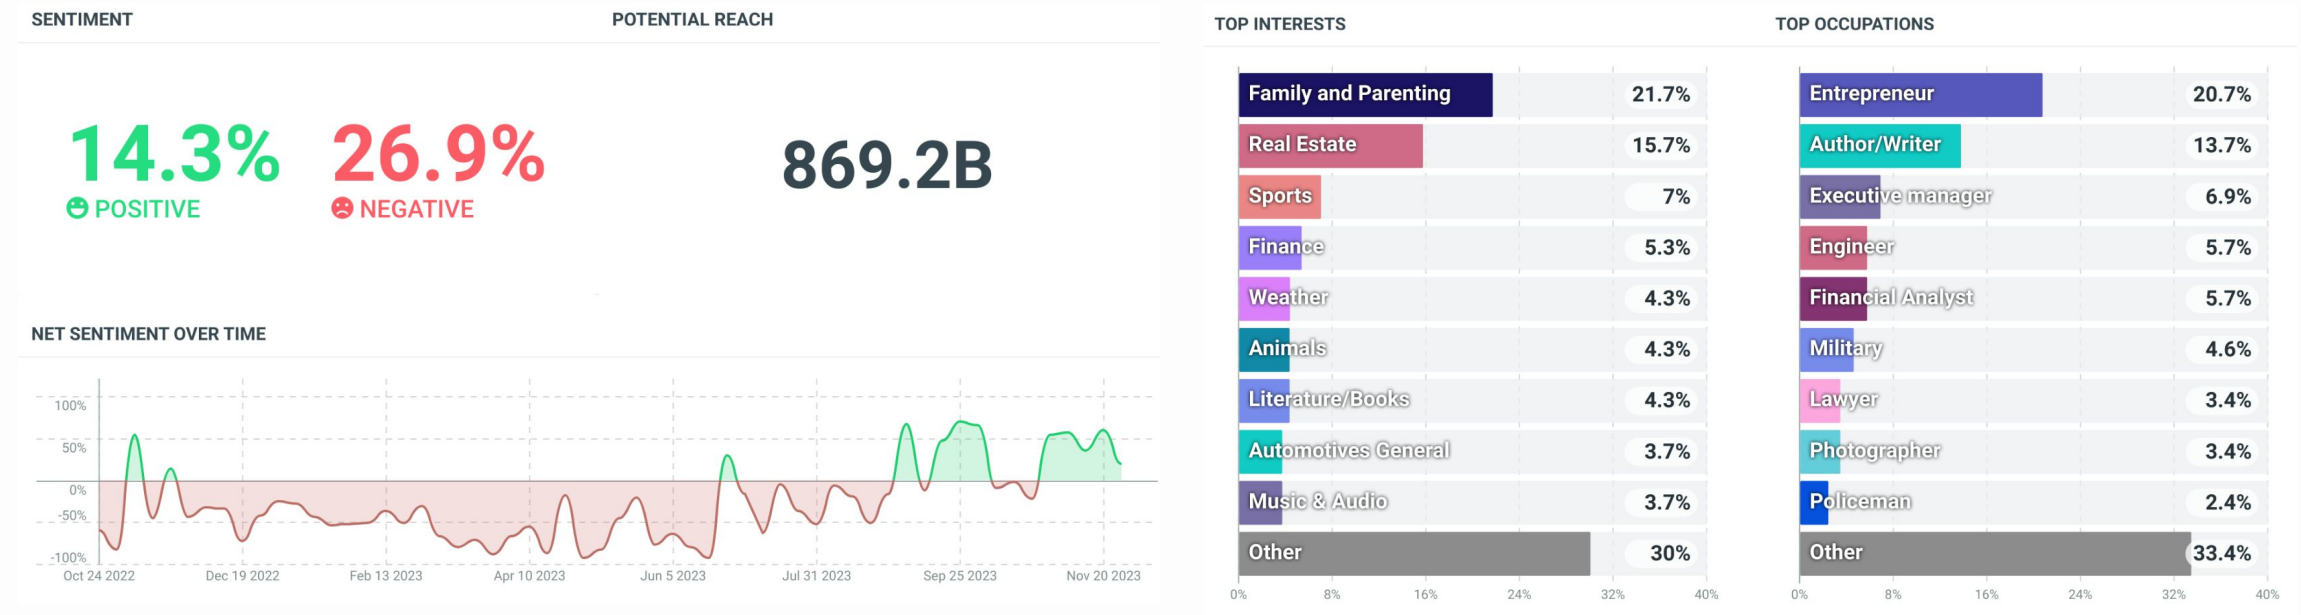 SENTIMENT
POTENTIAL REACH
14.3%
POSITIVE
26.9%
NEGATIVE
869.2B
NET SENTIMENT OVER TIME
100%
50%
0%
-50%
-100%
Oct 24 2022 Dec 19 2022 Feb 13 2023 Apr 10 2023 Jun 5 2023 Jul 31 2023 Sep 25 2023 Nov 20 2023
TOP INTERESTS
Family and Parenting 21.7%
Real Estate 15.7%
Sports 7%
Finance 5.3%
Weather 4.3%
Animals 4.3%
Literature/Books 4.3%
Automotives General 3.7%
Music & Audio 3.7%
Other 30%
0% 8% 16% 24% 32% 40%
TOP OCCUPATIONS
Entrepreneur 20.7%
Author/Writer 13.7%
Executive manager 6.9%
Engineer 5.7%
Financial Analyst 5.7%
Military 4.6%
Lawyer 3.4%
Photographer 3.4%
Policeman 2.4%
Other 33.4%
0% 8% 16% 24% 32% 40%